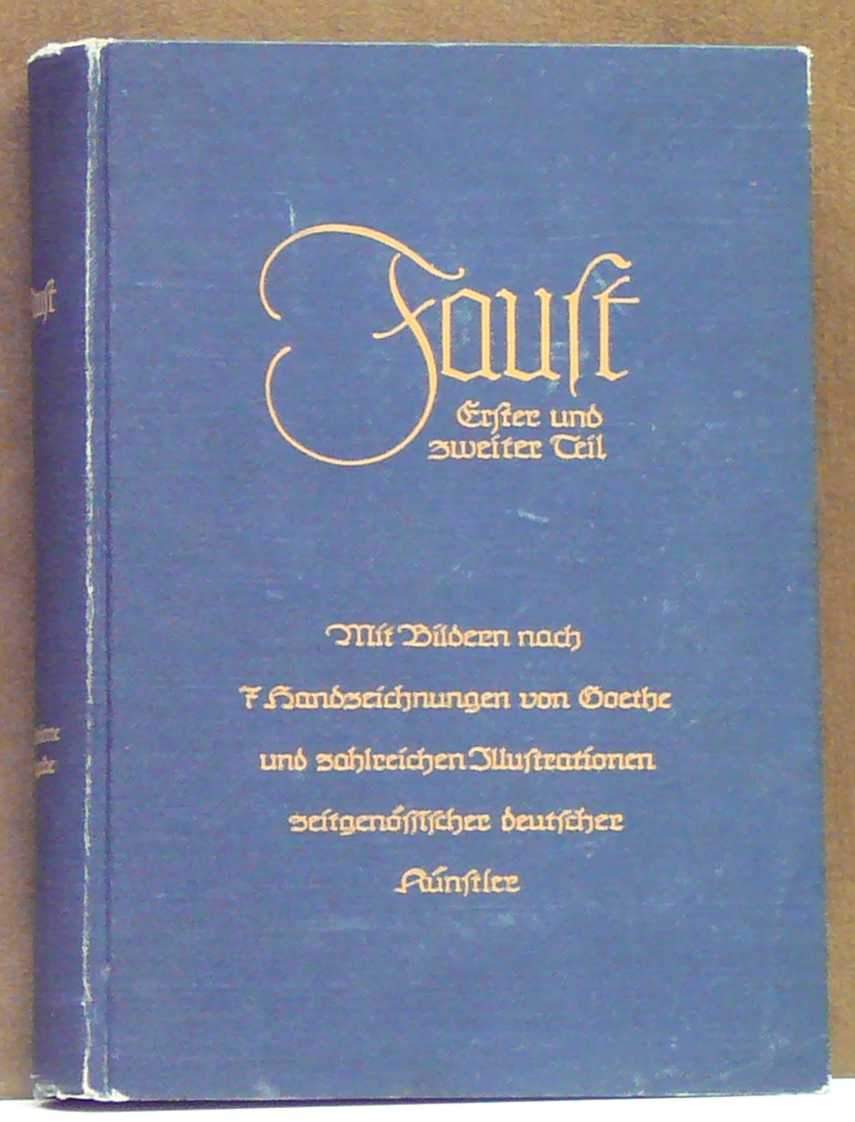 Faust
Erster und
zweiter Teil
Mit Bildern nach
7 Handzeichnungen von Goethe
und zahlreichen Illustrationen
zeitgenössischer deutscher
Künstler